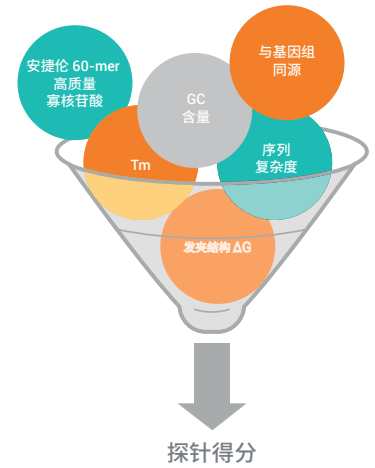 安捷伦 60-mer
高质量
寡核苷酸
与基因组
同源
GC
含量
Tm
序列
复杂度
发夹结构 ΔG
探针得分